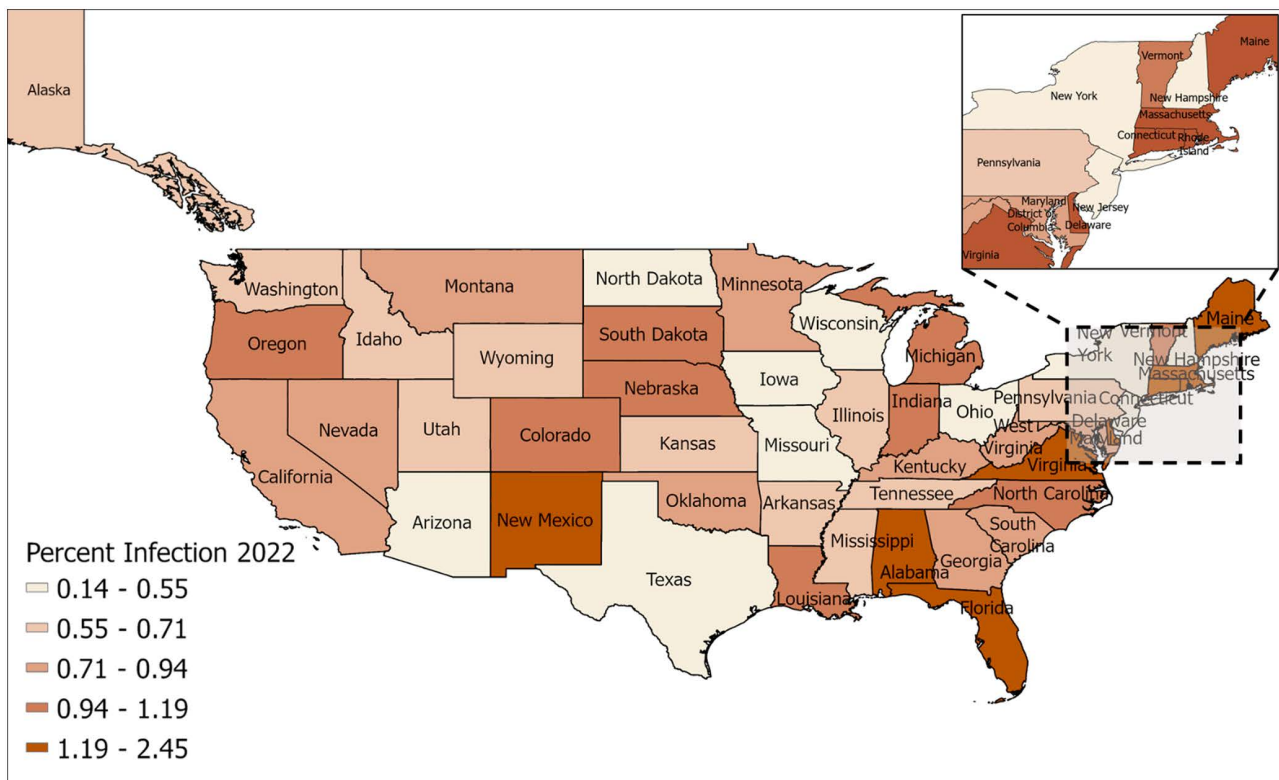 Alaska
Washington
Oregon
Idaho
Montana
Wyoming
Nevada
California
Utah
Colorado
Arizona
New Mexico
North Dakota
South Dakota
Nebraska
Kansas
Oklahoma
Texas
Minnesota
Iowa
Missouri
Arkansas
Louisiana
Wisconsin
Illinois
Michigan
Indiana
Ohio
Kentucky
Tennessee
Mississippi
Alabama
Georgia
Florida
South
Carolina
North Carolina
Virginia
West
Virginia
Pennsylvania
New
York
Vermont
Maine
New Hampshire
Massachusetts
Connecticut
Delaware
Maryland
Maine
Vermont
New York
New Hampshire
Massachusetts
Connecticut
Rhode
Island
Pennsylvania
New Jersey
Maryland
District of
Columbia
Delaware
Virginia
Percent Infection 2022
0.14 - 0.55
0.55 - 0.71
0.71 - 0.94
0.94 - 1.19
1.19 - 2.45